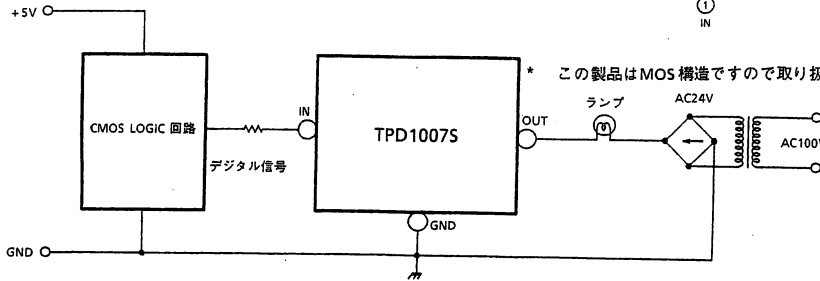 +5V
①
IN
* この製品はMOS構造ですので取り扱
CMOS LOGIC 回路
デジタル信号
IN
TPD1007S
OUT
ランプ
AC24V
AC100V
GND
GND